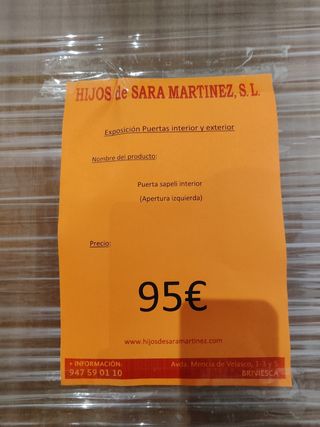 HIJOS de SARA MARTINEZ, S.L.
Exposición Puertas interior y exterior
Nombre del producto:
Puerta sapeli interior
(Apertura izquierda)
Precio:
95€
www.hijosdesaramartinez.com
+ INFORMACIÓN:
947 59 01 10
Avda. Mencía de Velasco, 1-3 y 5
BRIVIESCA